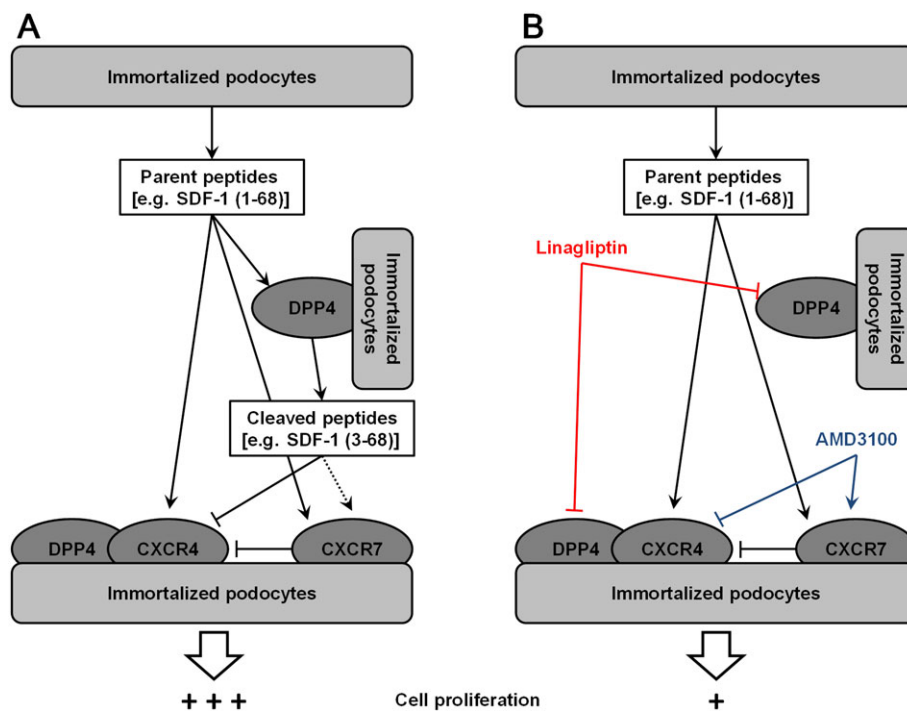 A
Immortalized podocytes
Parent peptides
[e.g. SDF-1 (1-68)]
DPP4
Immortalized
podocytes
Cleaved peptides
[e.g. SDF-1 (3-68)]
DPP4
CXCR4
CXCR7
Immortalized podocytes
+ + +
Cell proliferation
B
Immortalized podocytes
Parent peptides
[e.g. SDF-1 (1-68)]
Linagliptin
DPP4
Immortalized
podocytes
AMD3100
DPP4
CXCR4
CXCR7
Immortalized podocytes
+